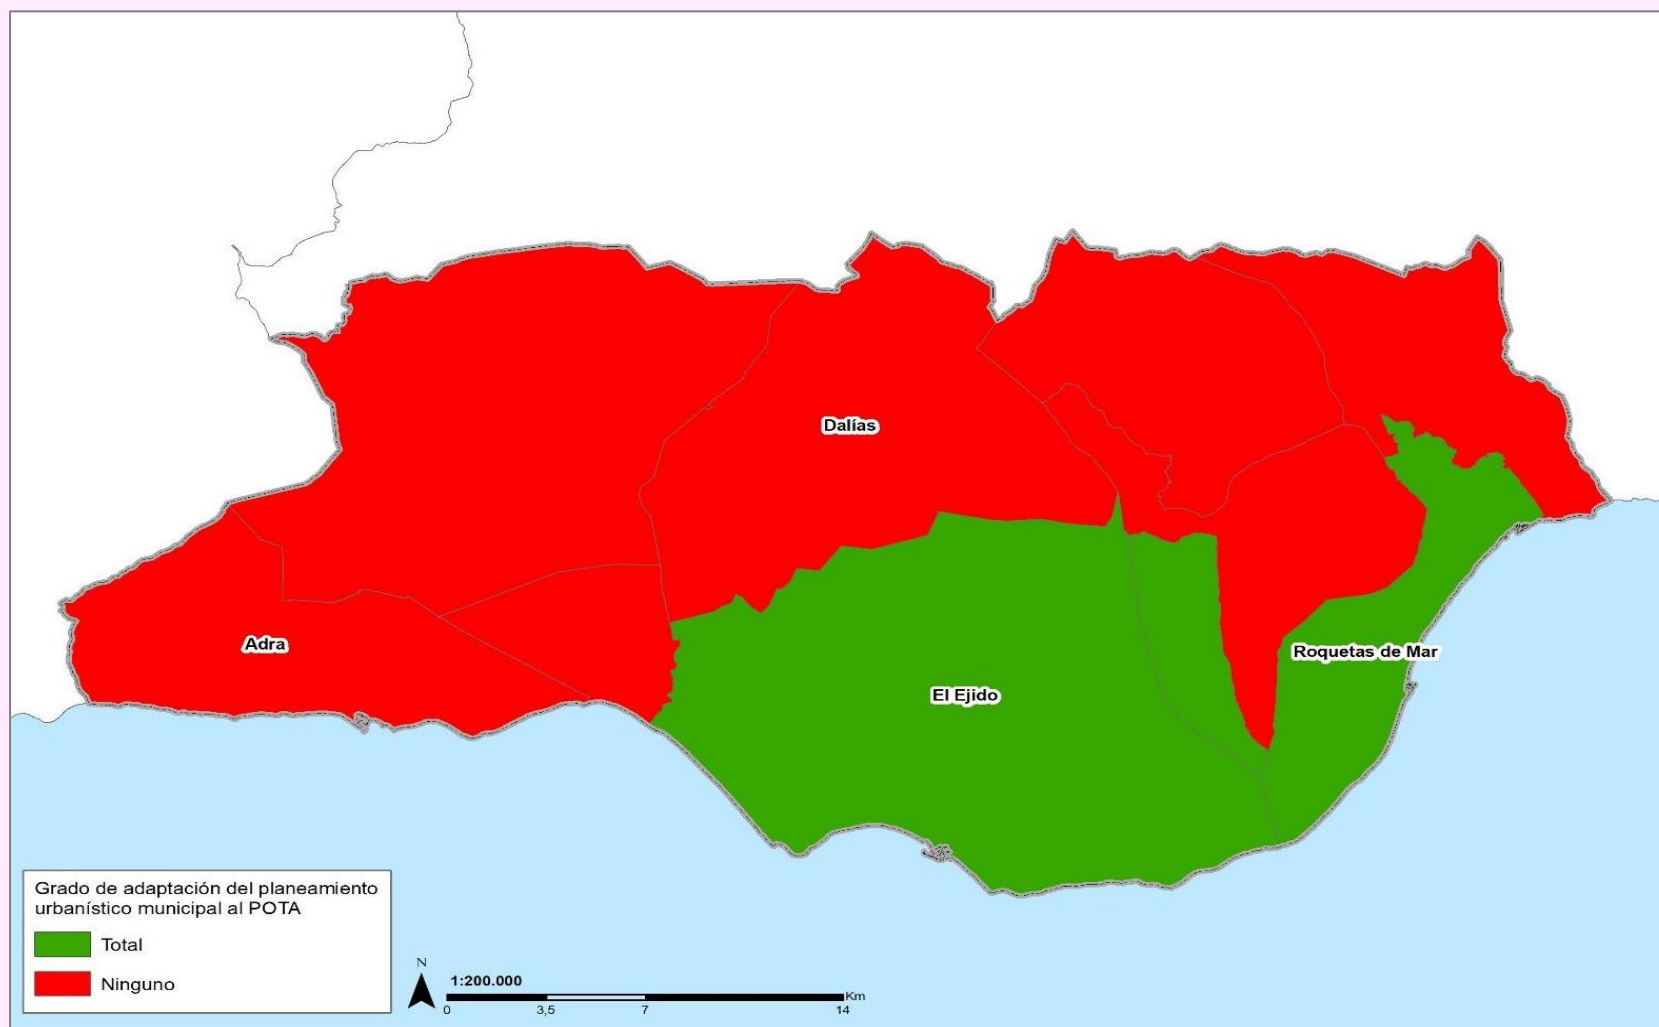 Dalías
Adra
Roquetas de Mar
El Ejido
Grado de adaptación del planeamiento
urbanístico municipal al POTA
Total
Ninguno
N
1:200.000
Km
0 3,5 7 14